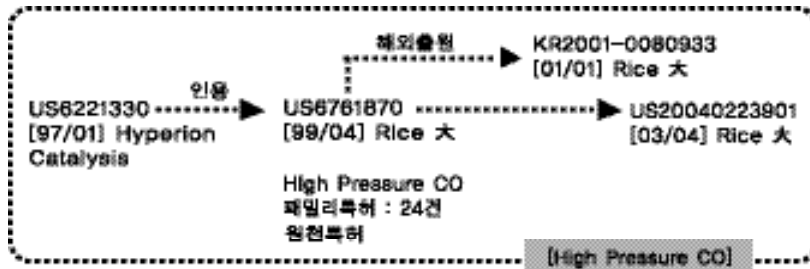 해외출원
KR2001-0080933
[01/01] Rice 大
인용
US6221330
[97/01] Hyperion
Catalysis
US6761870
[99/04] Rice 大
US20040223901
[03/04] Rice 大
High Pressure CO
패밀리특허 : 24건
원천특허
[High Pressure CO]